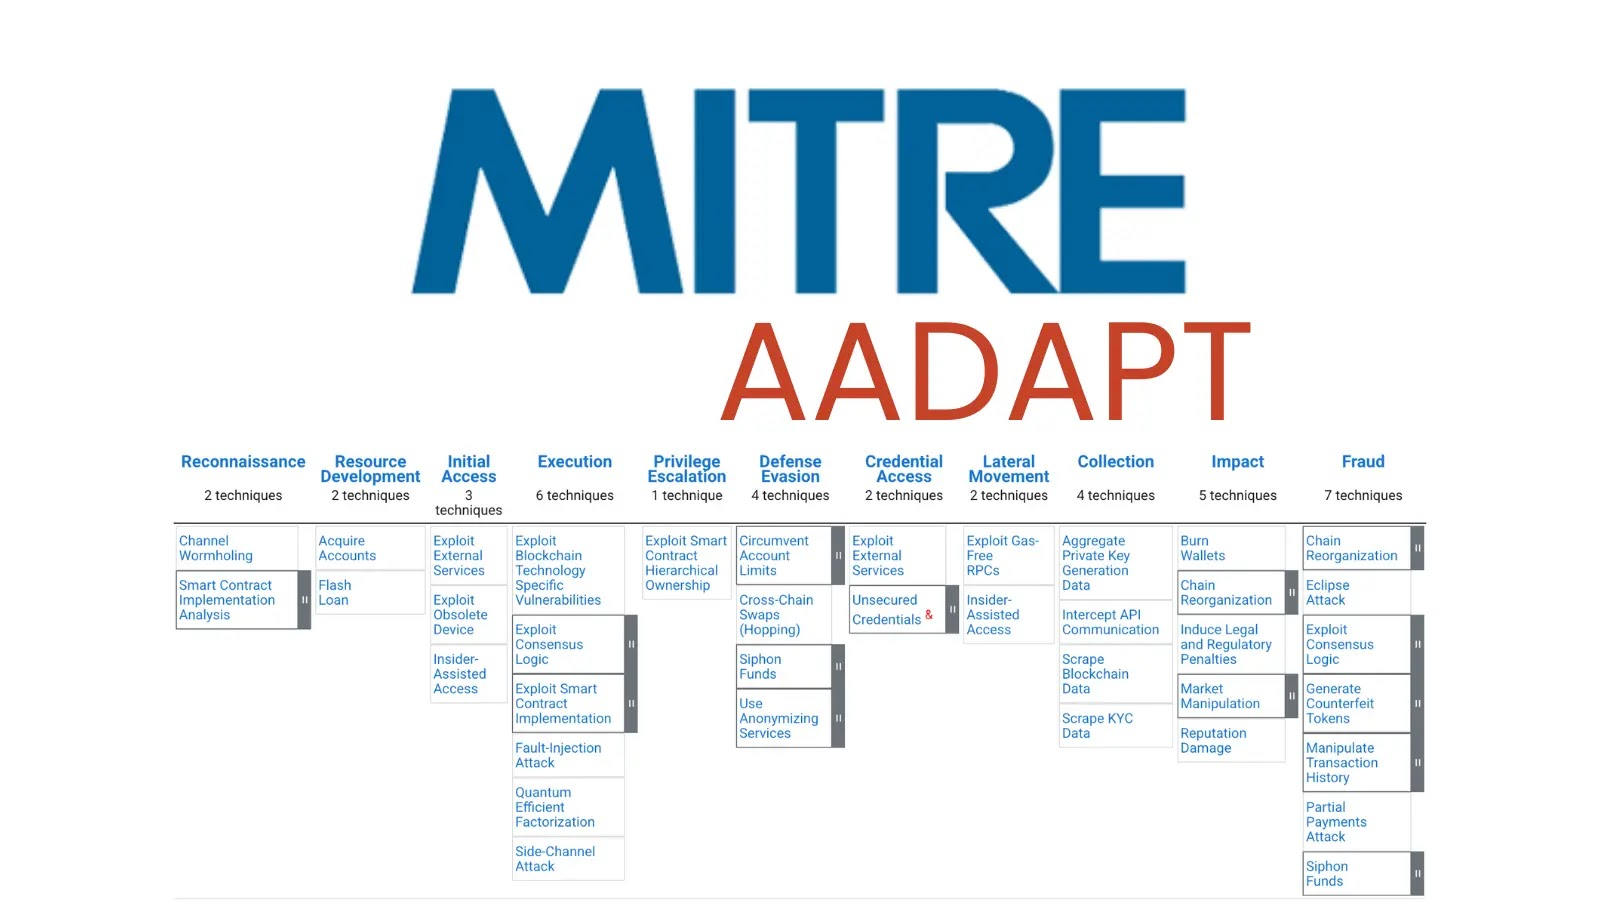 MITRE
AADAPT
Reconnaissance
2 techniques
Channel
Wormholing
Smart Contract
Implementation
Analysis
Resource
Development
2 techniques
Acquire
Accounts
Flash
Loan
Initial
Access
3
techniques
Exploit
External
Services
Exploit
Obsolete
Device
Insider-
Assisted
Access
Execution
6 techniques
Exploit
Blockchain
Technology
Specific
Vulnerabilities
Exploit
Consensus
Logic
Exploit Smart
Contract
Implementation
Fault-Injection
Attack
Quantum
Efficient
Factorization
Side-Channel
Attack
Privilege
Escalation
1 technique
Exploit Smart
Contract
Hierarchical
Ownership
Defense
Evasion
4 techniques
Circumvent
Account
Limits
Cross-Chain
Swaps
(Hopping)
Siphon
Funds
Use
Anonymizing
Services
Credential
Access
2 techniques
Exploit
External
Services
Unsecured
Credentials &
Lateral
Movement
2 techniques
Exploit Gas-
Free
RPCs
Insider-
Assisted
Access
Collection
4 techniques
Aggregate
Private Key
Generation
Data
Intercept API
Communication
Scrape
Blockchain
Data
Scrape KYC
Data
Impact
5 techniques
Burn
Wallets
Chain
Reorganization
Induce Legal
and Regulatory
Penalties
Market
Manipulation
Reputation
Damage
Fraud
7 techniques
Chain
Reorganization
Eclipse
Attack
Exploit
Consensus
Logic
Generate
Counterfeit
Tokens
Manipulate
Transaction
History
Partial
Payments
Attack
Siphon
Funds